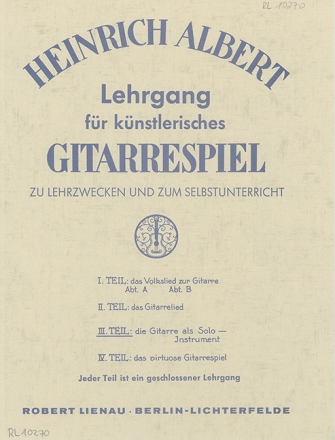 RL 10270
HEINRICH ALBERT
Lehrgang
für künstlerisches
GITARRESPIEL
ZU LEHRZWECKEN UND ZUM SELBSTUNTERRICHT
I. TEIL: das Volkslied zur Gitarre
Abt. A Abt. B
II. TEIL: das Gitarrelied
III. TEIL: die Gitarre als Solo —
Instrument
IV. TEIL: das virtuose Gitarrespiel
Jeder Teil ist ein geschlossener Lehrgang
ROBERT LIENAU · BERLIN-LICHTERFELDE
RL 10270